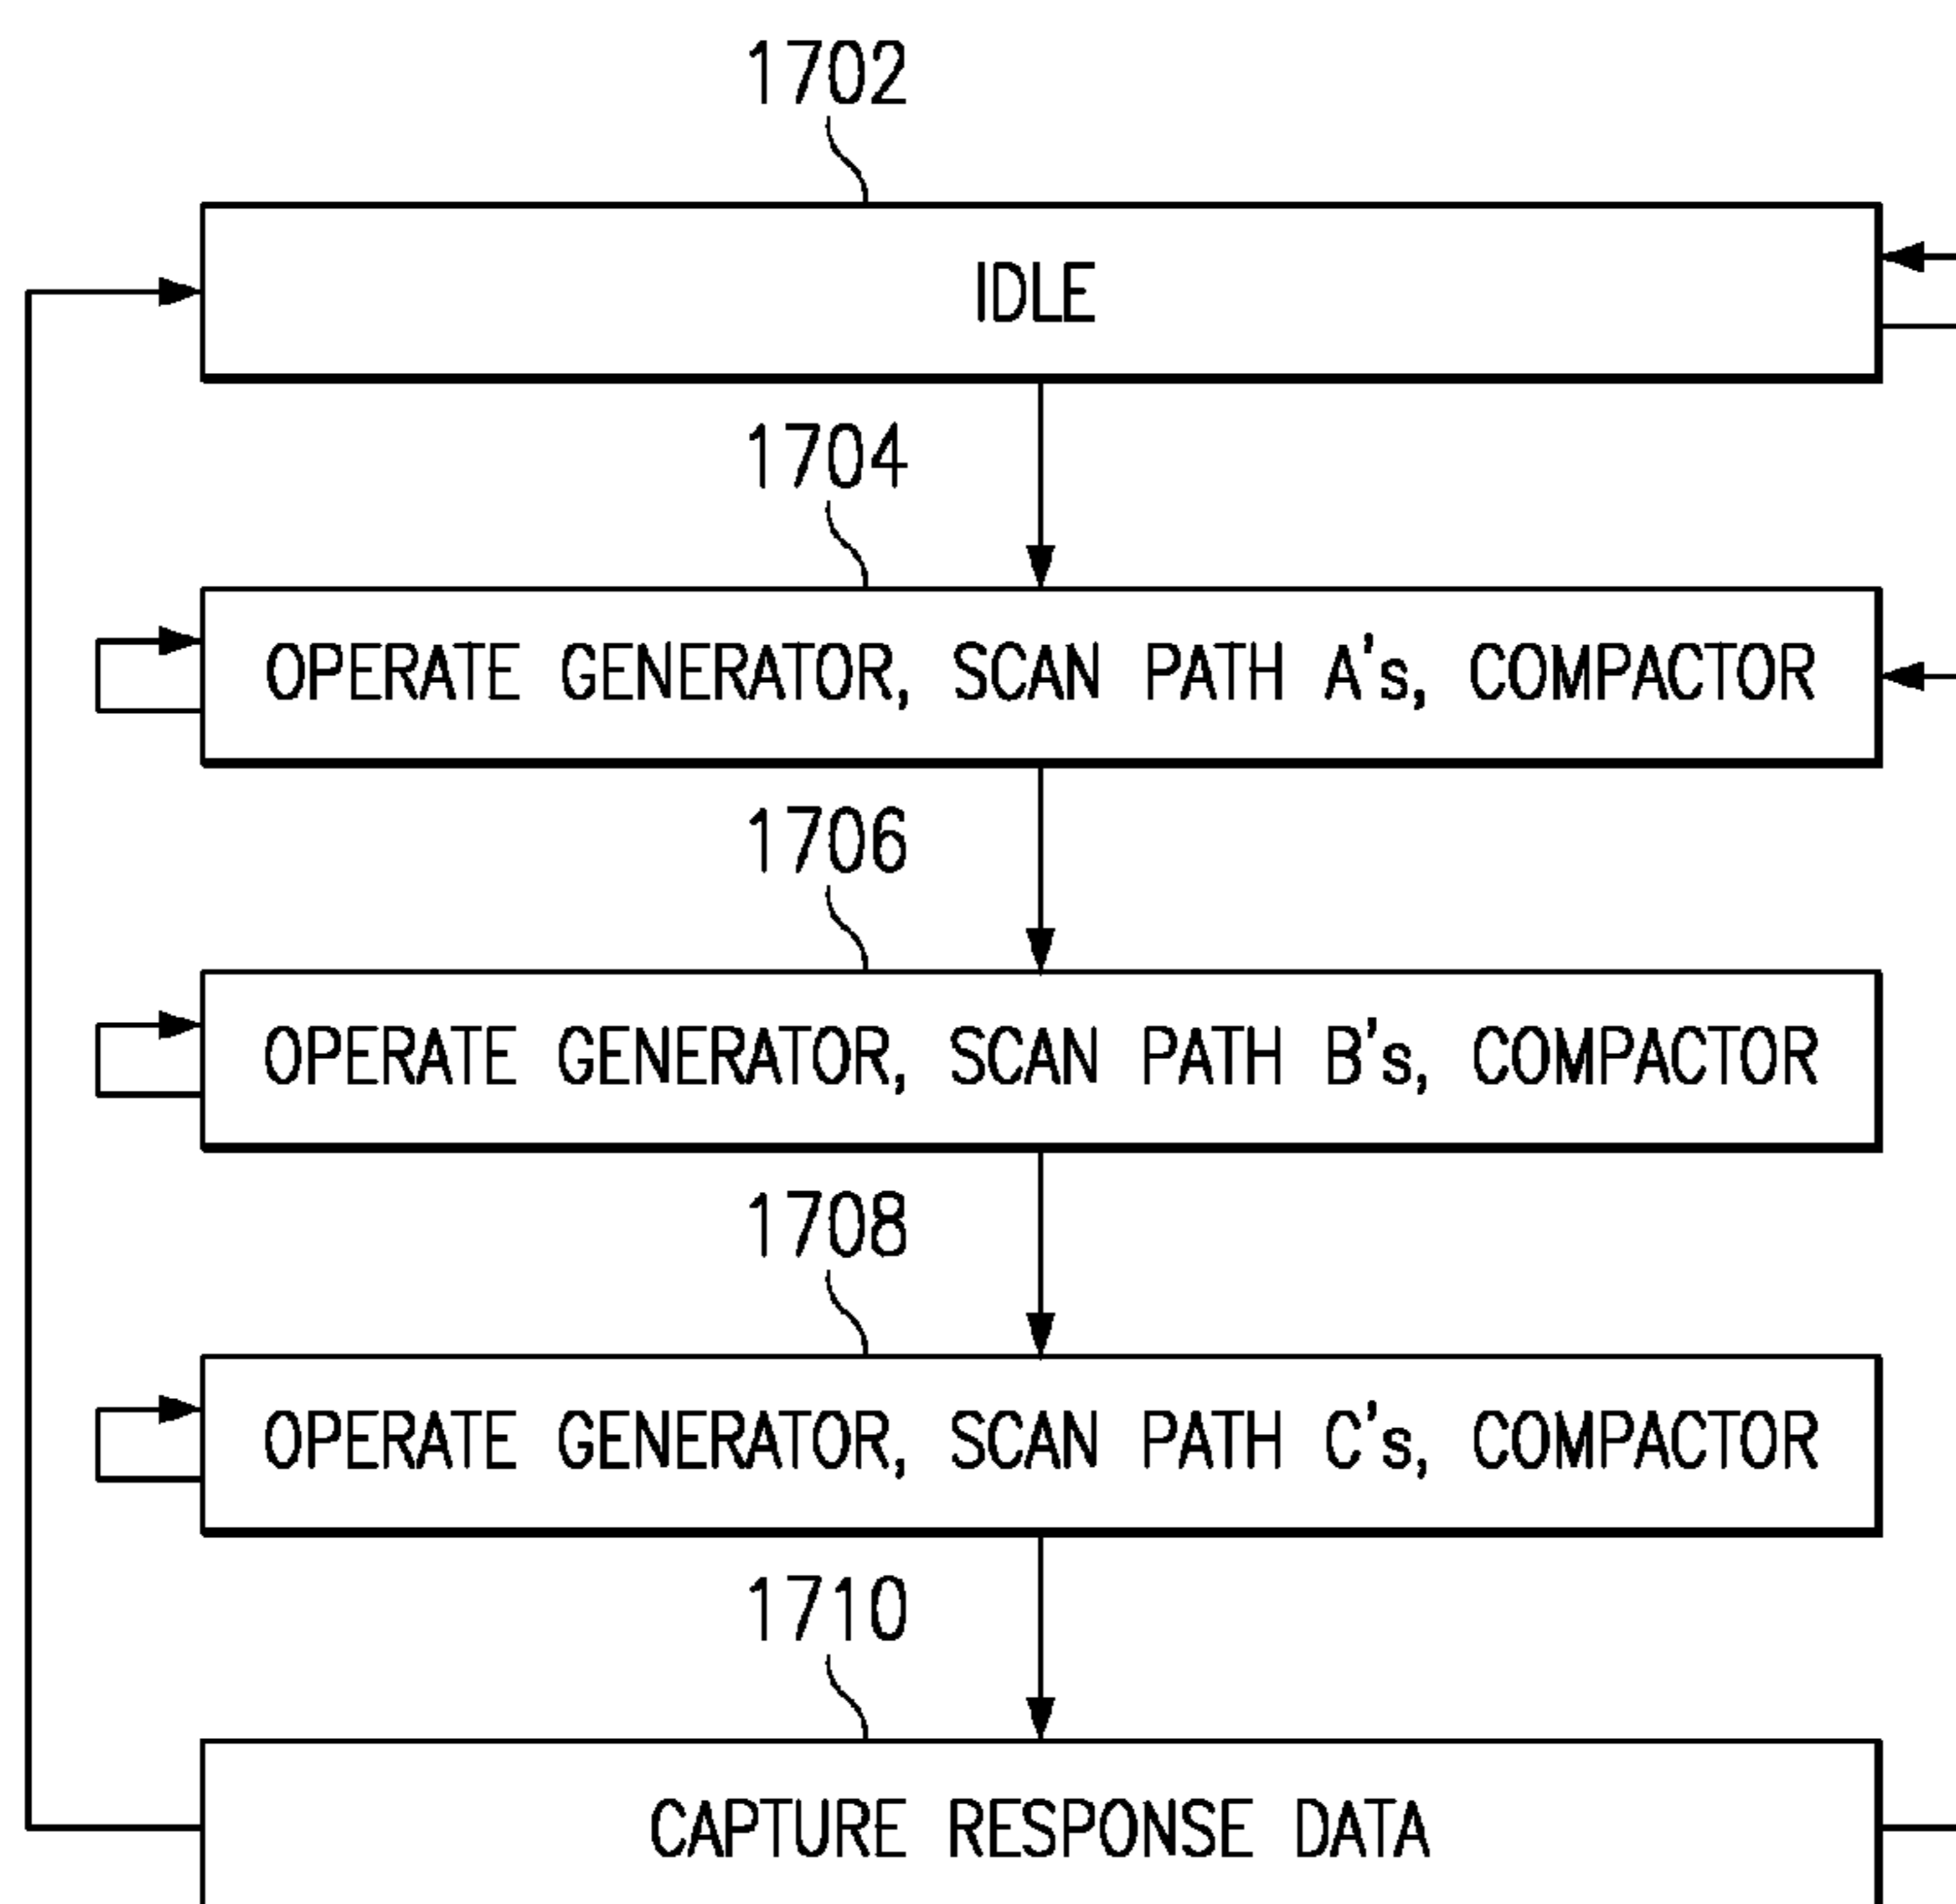 1702
IDLE
1704
OPERATE GENERATOR, SCAN PATH A's, COMPACTOR
1706
OPERATE GENERATOR, SCAN PATH B's, COMPACTOR
1708
OPERATE GENERATOR, SCAN PATH C's, COMPACTOR
1710
CAPTURE RESPONSE DATA